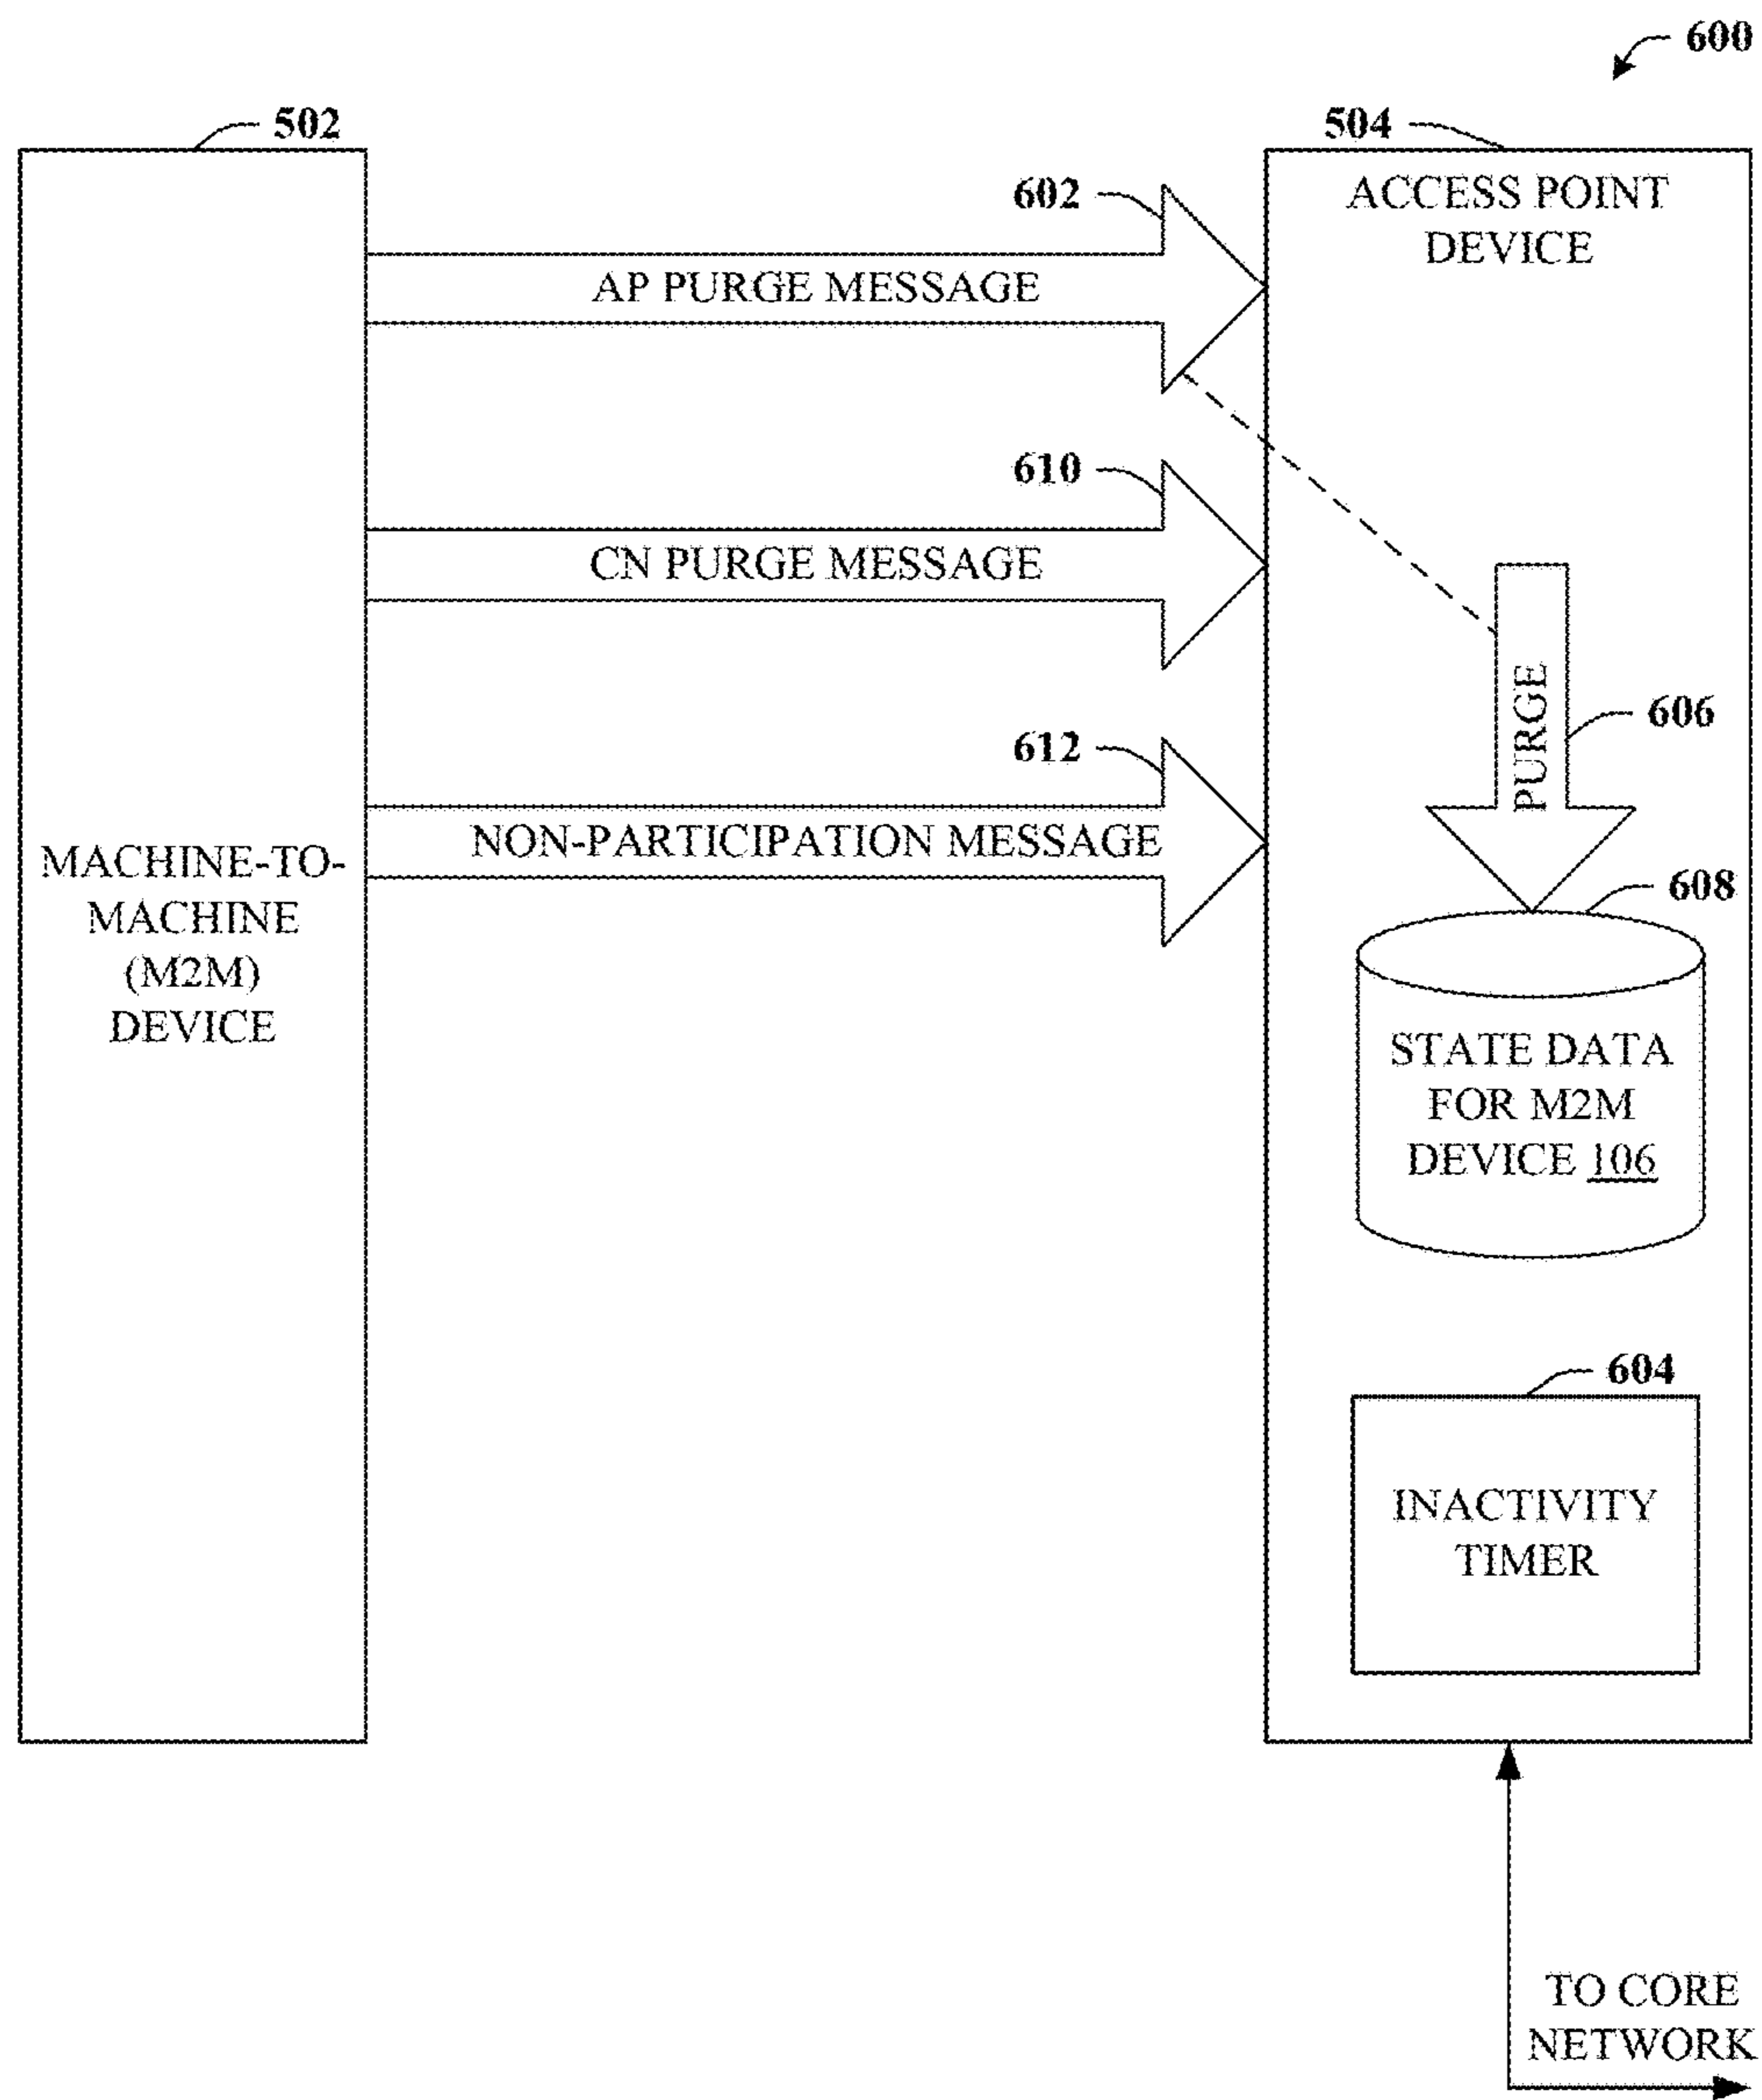 600
502
504
ACCESS POINT
DEVICE
602
AP PURGE MESSAGE
610
CN PURGE MESSAGE
606
PURGE
612
NON-PARTICIPATION MESSAGE
MACHINE-TO-
MACHINE
(M2M)
DEVICE
608
STATE DATA
FOR M2M
DEVICE 106
604
INACTIVITY
TIMER
TO CORE
NETWORK